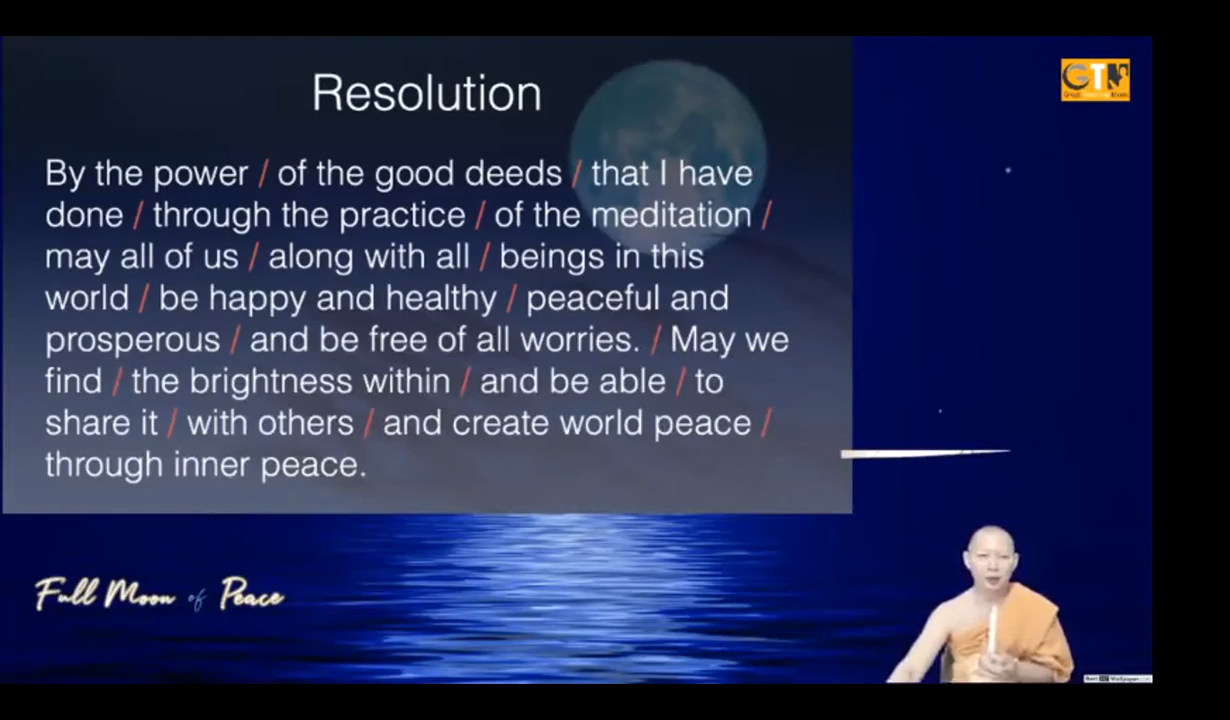 Resolution
GTN
By the power / of the good deeds / that I have
done / through the practice / of the meditation /
may all of us / along with all / beings in this
world / be happy and healthy / peaceful and
prosperous / and be free of all worries. / May we
find / the brightness within / and be able / to
share it / with others / and create world peace /
through inner peace.
Full Moon of Peace